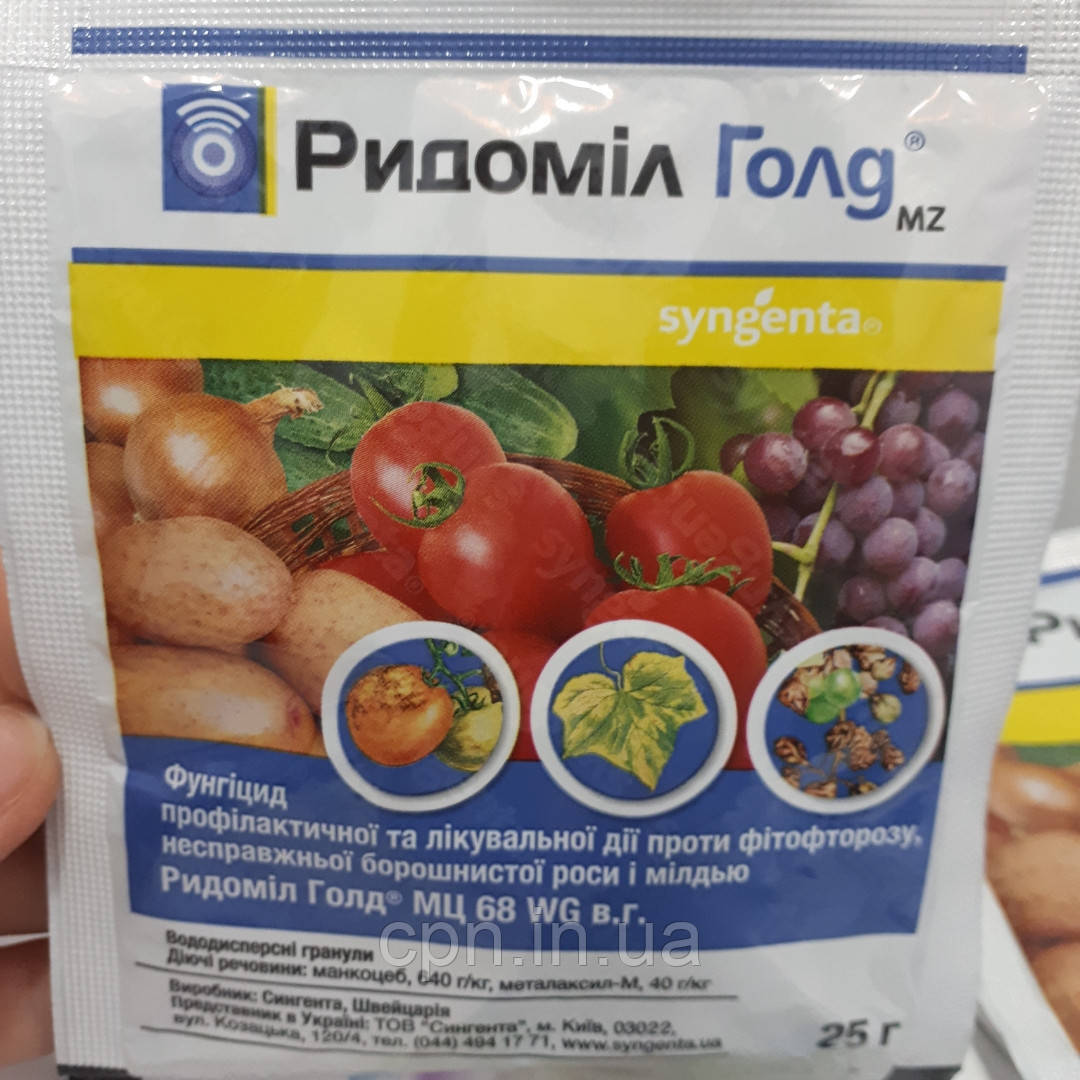 Ридоміл Голд®
MZ
syngenta®
Фунгіцид
профілактичної та лікувальної дії проти фітофторозу,
несправжньої борошнистої роси і мілдью
Ридоміл Голд® МЦ 68 WG в.г.
cpn.in.ua
Вододисперсні гранули
Діючі речовини: манкоцеб, 640 г/кг, металаксил-М, 40 г/кг
Виробник: Сингента, Швейцарія
Представник в Україні: ТОВ "Сингента", м. Київ, 03022,
вул. Козацька, 120/4, тел. (044) 494 17 71, www.syngenta.ua
25 г